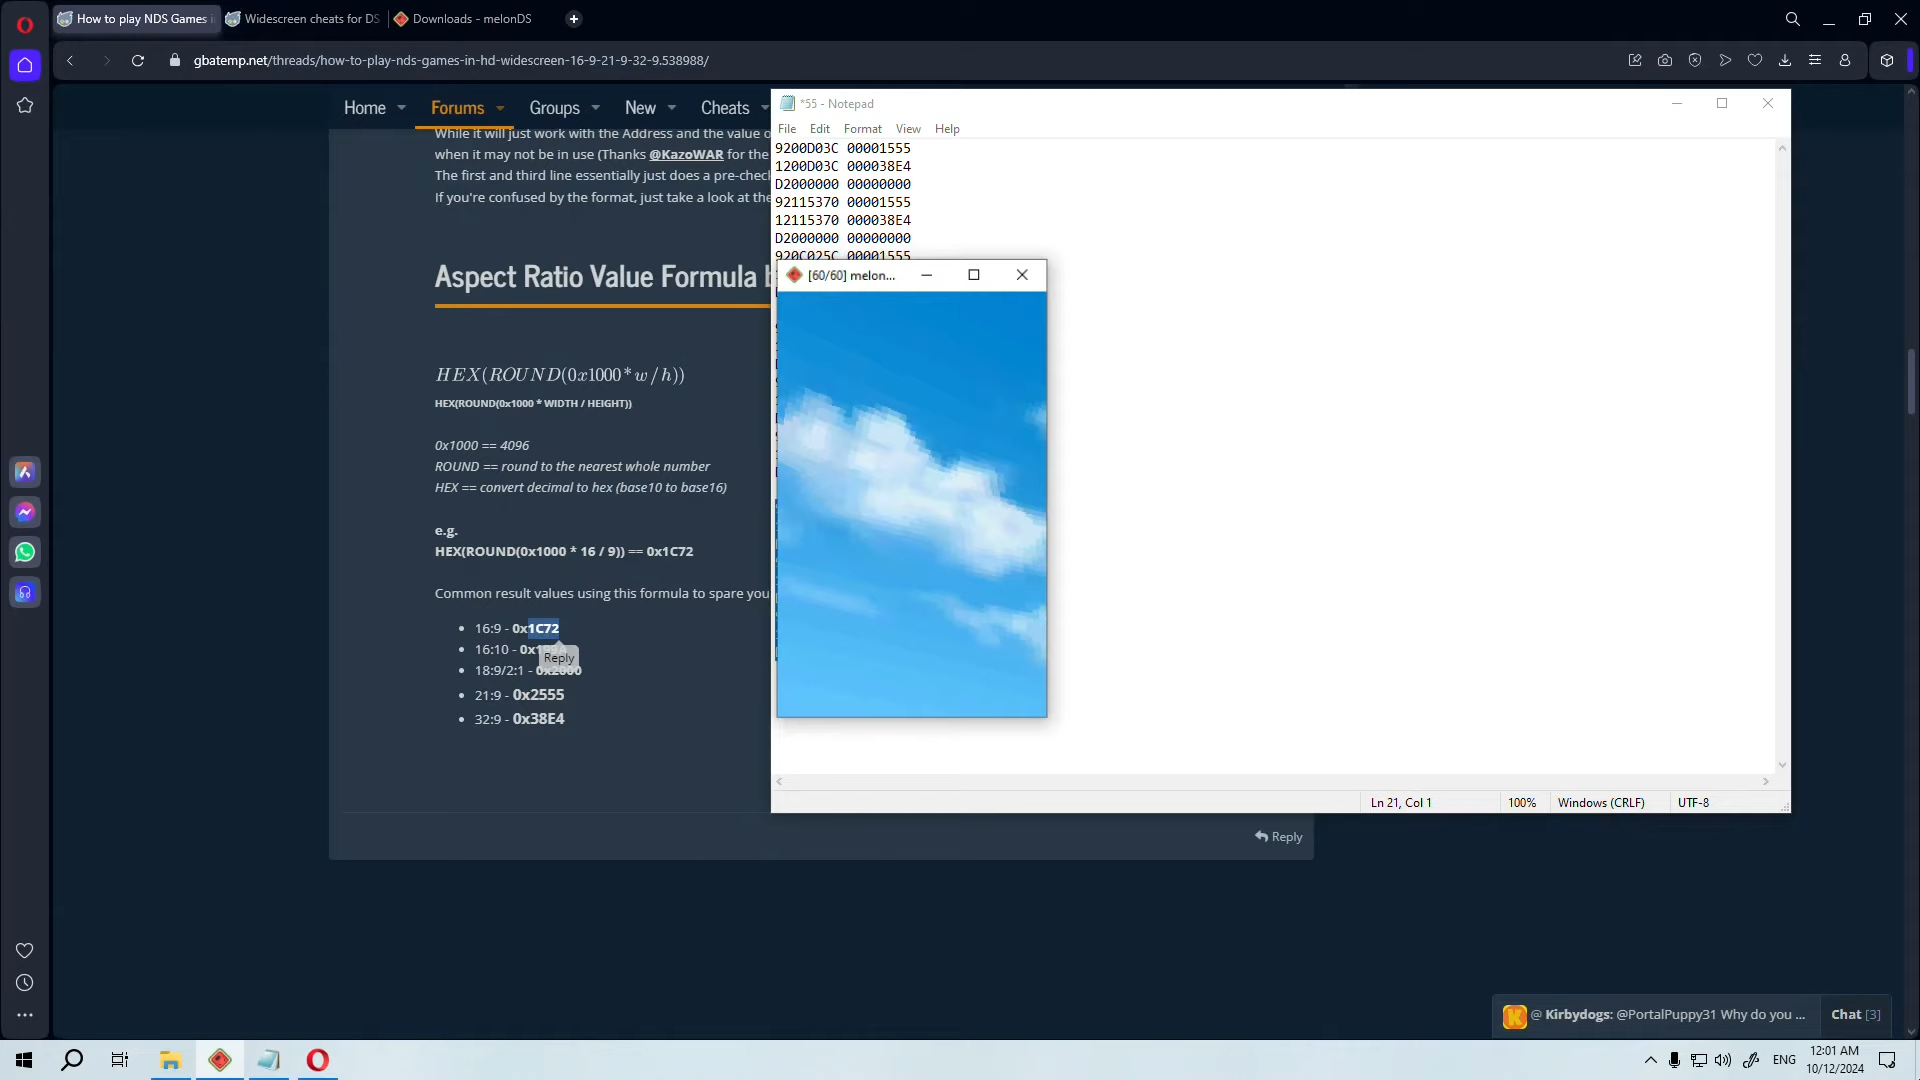 How to play NDS Games i
Widescreen cheats for DS
Downloads - melonDS
gbatemp.net/threads/how-to-play-nds-games-in-hd-widescreen-16-9-21-9-32-9.538988/
Home
Forums
Groups
New
Cheats
While it will just work with the Address and the value o
when it may not be in use (Thanks @KazoWAR for the
The first and third line essentially just does a pre-chec
If you're confused by the format, just take a look at the
Aspect Ratio Value Formula
HEX(ROUND(0x1000 * w / h))
HEX(ROUND(0x1000 * WIDTH / HEIGHT))
0x1000 == 4096
ROUND == round to the nearest whole number
HEX == convert decimal to hex (base10 to base16)
e.g.
HEX(ROUND(0x1000 * 16 / 9)) == 0x1C72
Common result values using this formula to spare you
• 16:9 - 0x1C72
• 16:10 -
Reply
• 18:9/2:1 - 0x2000
• 21:9 - 0x2555
• 32:9 - 0x38E4
Reply
*55 - Notepad
File Edit Format View Help
9200D03C 00001555
1200D03C 000038E4
D2000000 00000000
92115370 00001555
12115370 000038E4
D2000000 00000000
920C025C 00001555
[60/60] melon...
Ln 21, Col 1
100%
Windows (CRLF)
UTF-8
@ Kirbydogs: @PortalPuppy31 Why do you ...
Chat [3]
ENG
12:01 AM
10/12/2024